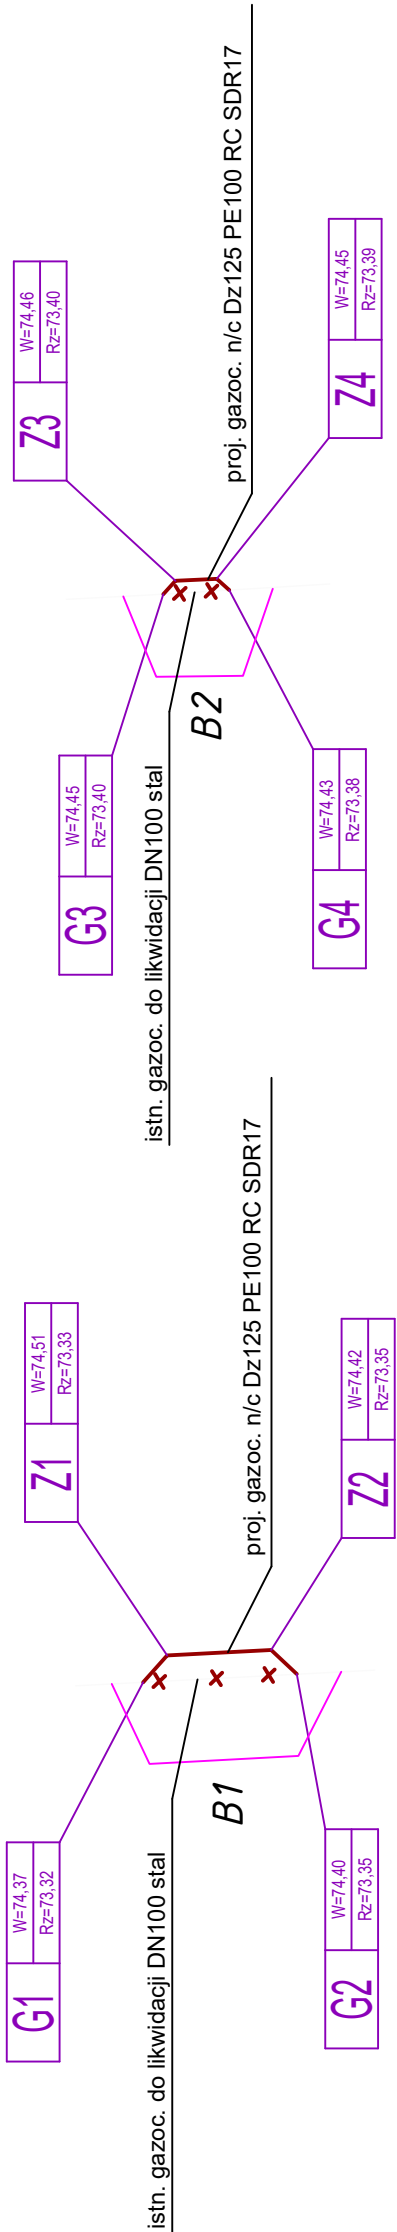 G1
W=74,37
Rz=73,32
Z1
W=74,51
Rz=73,33
istn. gazoc. do likwidacji DN100 stal
B1
proj. gazoc. n/c Dz125 PE100 RC SDR17
G2
W=74,40
Rz=73,35
Z2
W=74,42
Rz=73,35
G3
W=74,45
Rz=73,40
Z3
W=74,46
Rz=73,40
istn. gazoc. do likwidacji DN100 stal
B2
proj. gazoc. n/c Dz125 PE100 RC SDR17
G4
W=74,43
Rz=73,38
Z4
W=74,45
Rz=73,39